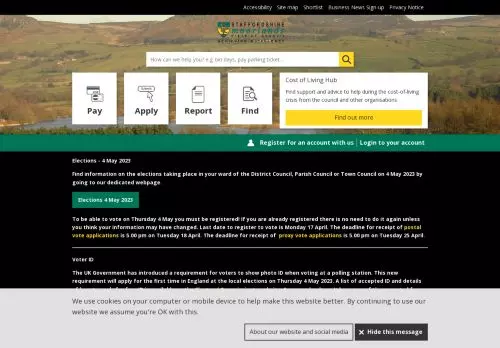 Accessibility Site map Shortlist Business News Sign up Privacy Notice
STAFFORDSHIRE
moorlands
DISTRICT COUNCIL
How can we help you? e.g. bin days, pay parking ticket...
Pay
Apply
Report
Find
Cost of Living Hub
Find support and advice to help during the cost-of-living
crisis from the council and other organisations
Find out more
Register for an account with us | Login to your account
Elections - 4 May 2023
Find information on the elections taking place in your ward of the District Council, Parish Council or Town Council on 4 May 2023 by
going to our dedicated webpage
Elections 4 May 2023
To be able to vote on Thursday 4 May you must be registered! If you are already registered there is no need to do it again unless
you think your information may have changed. Last date to register to vote is Monday 17 April. The deadline for receipt of postal
vote applications is 5.00 pm on Tuesday 18 April. The deadline for receipt of proxy vote applications is 5.00 pm on Tuesday 25 April.
Voter ID
The UK Government has introduced a requirement for voters to show photo ID when voting at a polling station. This new
requirement will apply for the first time in England at the local elections on Thursday 4 May 2023. A list of accepted ID and details
We use cookies on your computer or mobile device to help make this website better. By continuing to use our
website we assume you're OK with this.
About our website and social media
Hide this message